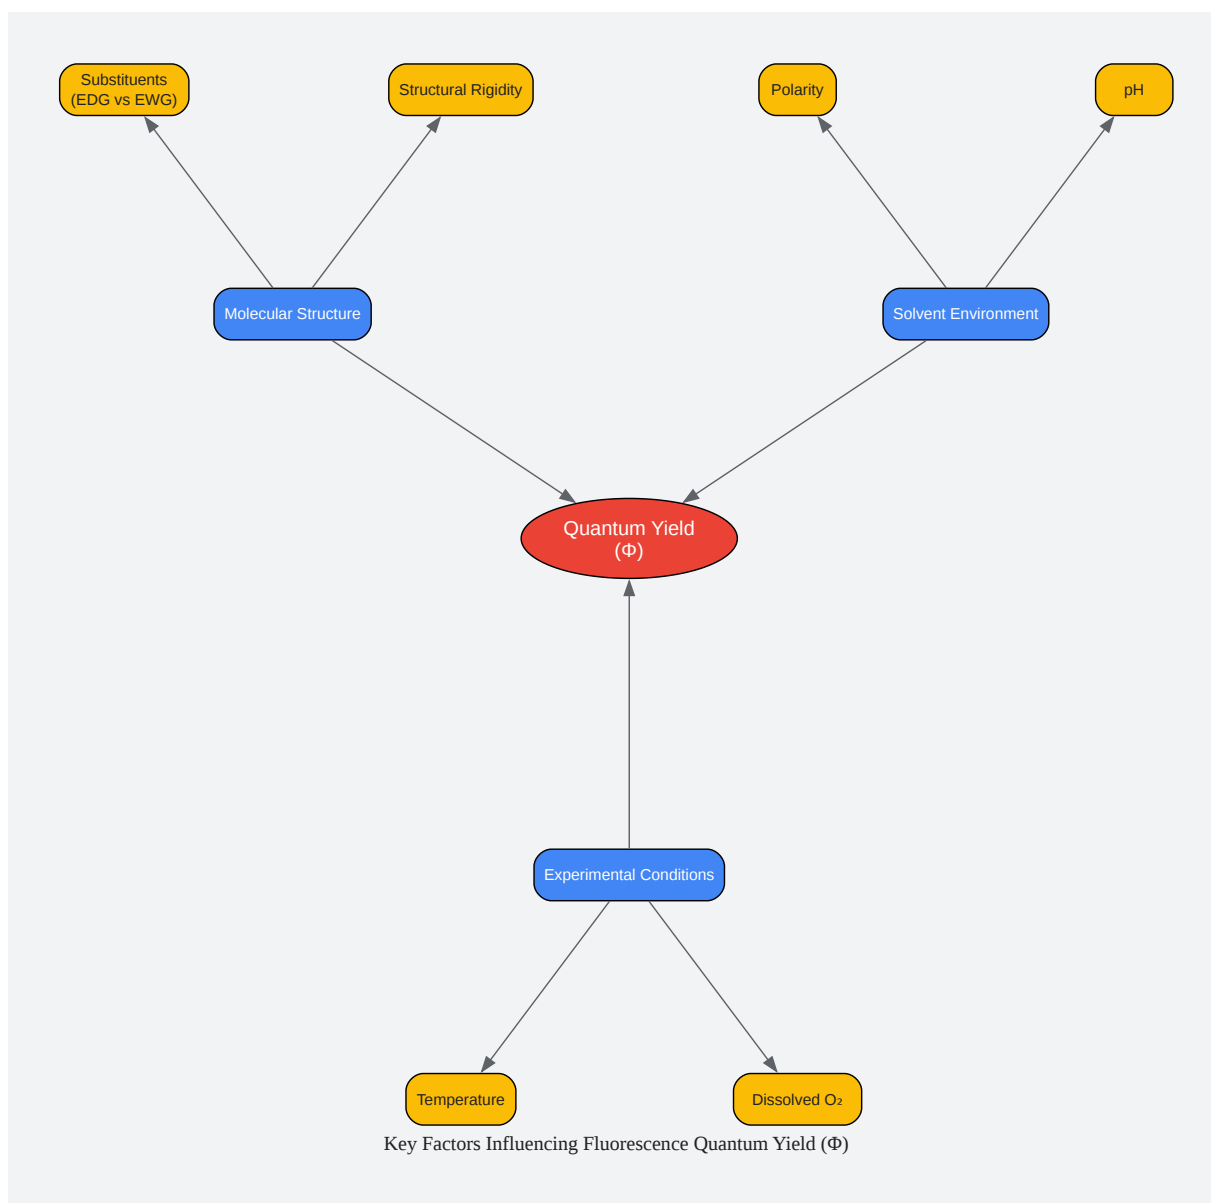 Substituents
(EDG vs EWG)
Structural Rigidity
Polarity
pH
Molecular Structure
Solvent Environment
Quantum Yield
(Φ)
Experimental Conditions
Temperature
Dissolved O₂
Key Factors Influencing Fluorescence Quantum Yield (Φ)